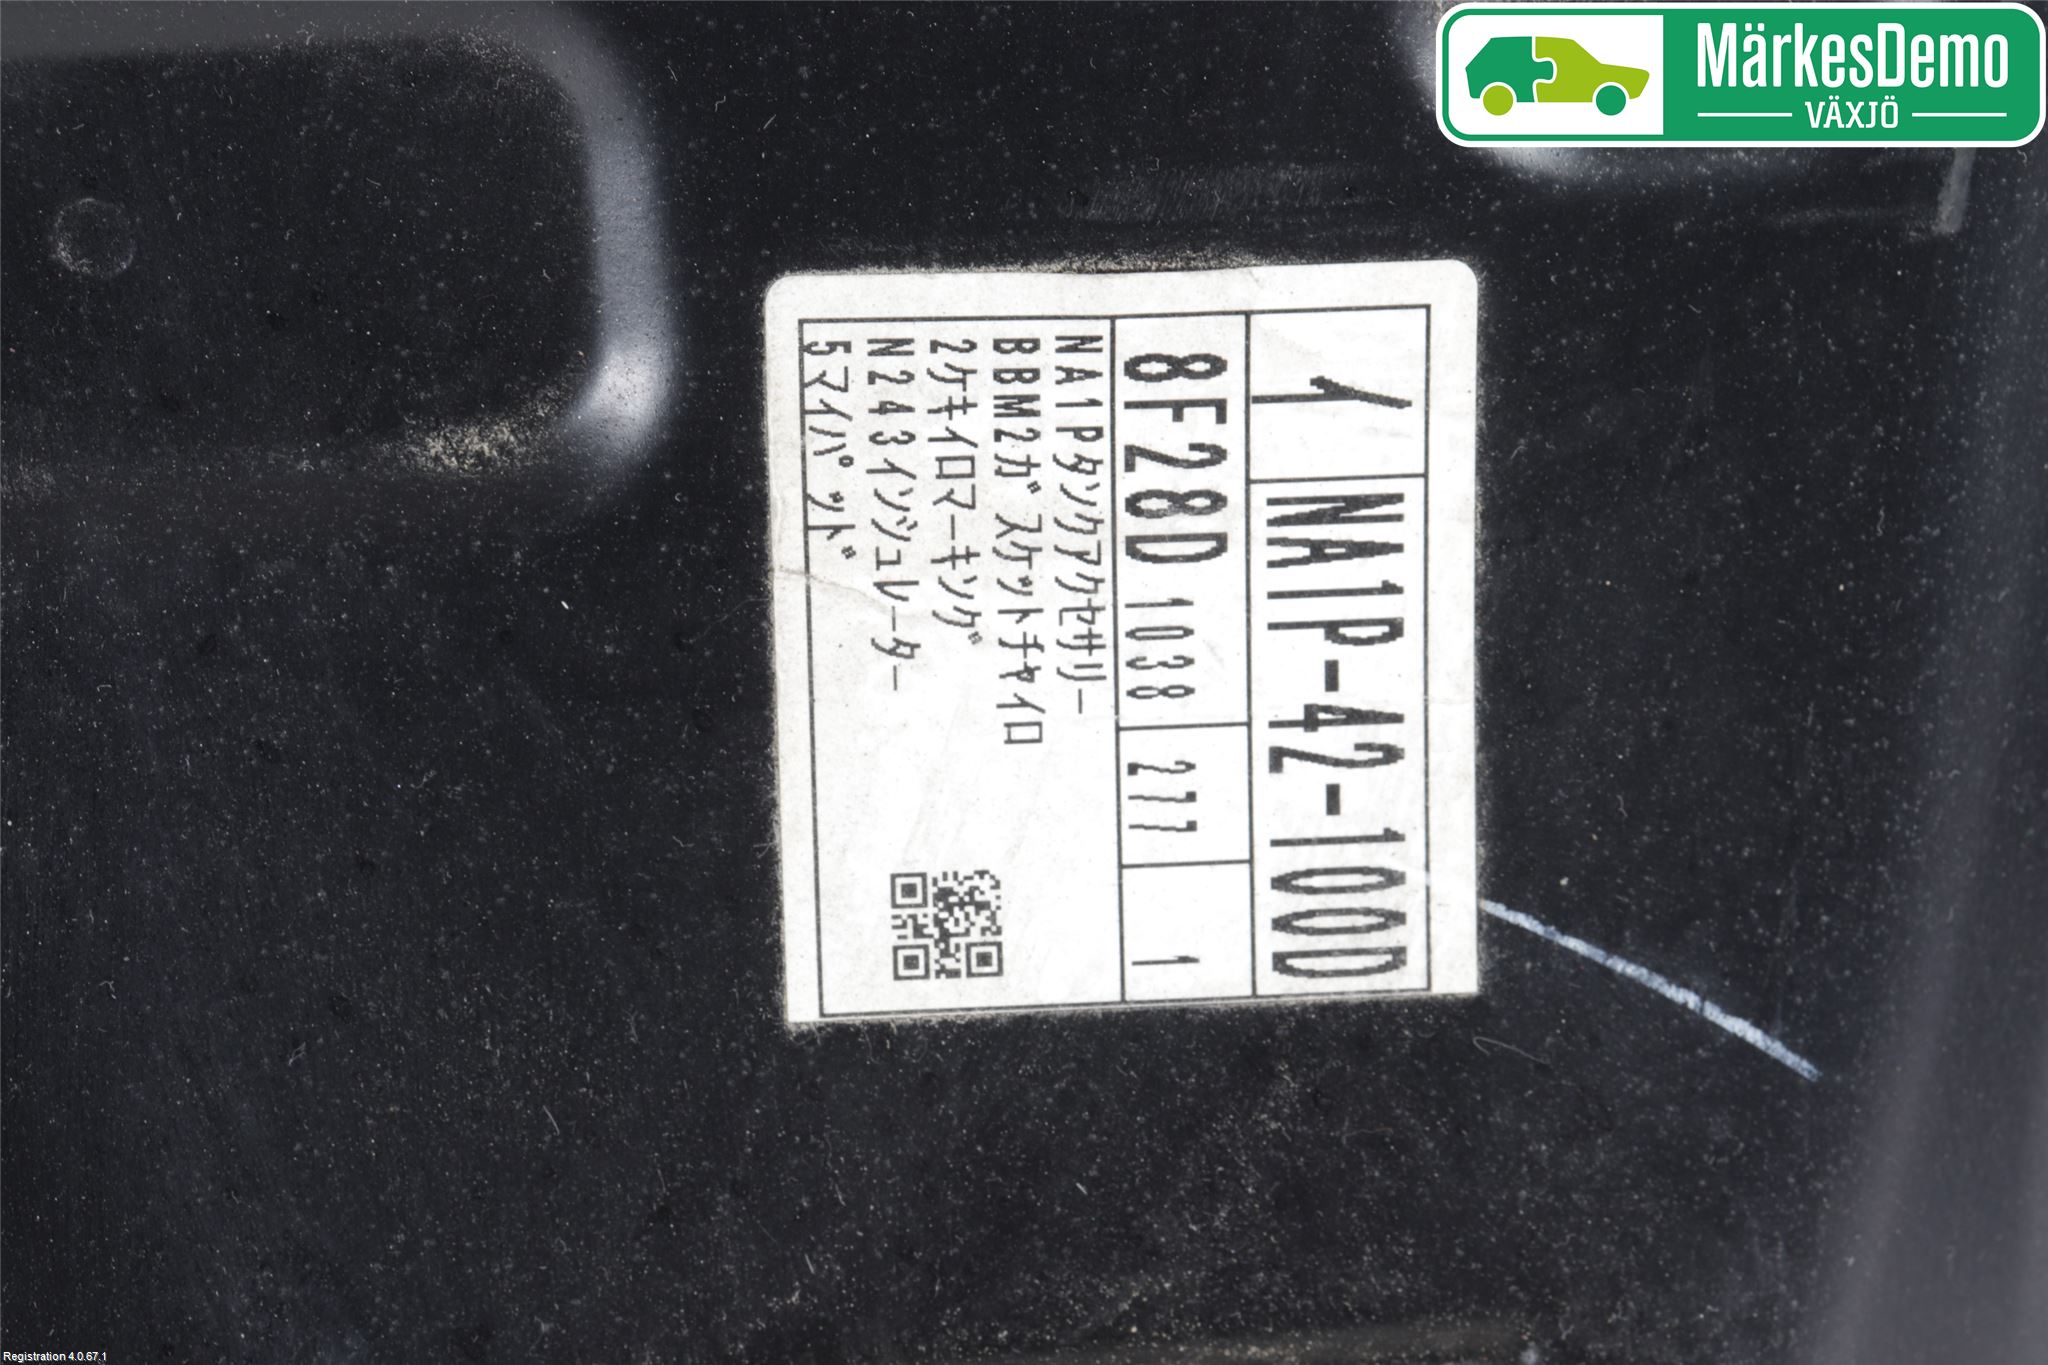 MärkesDemo
VÄXJÖ
1 NA1P-42-100D
8F28D 1038 277 1
NA1Pタンクアクセサリー
BBM2ガスケットチャイロ
2ケキイロマーキング
N243インシュレーター
5マイパッド
Registration 4.0.67.1